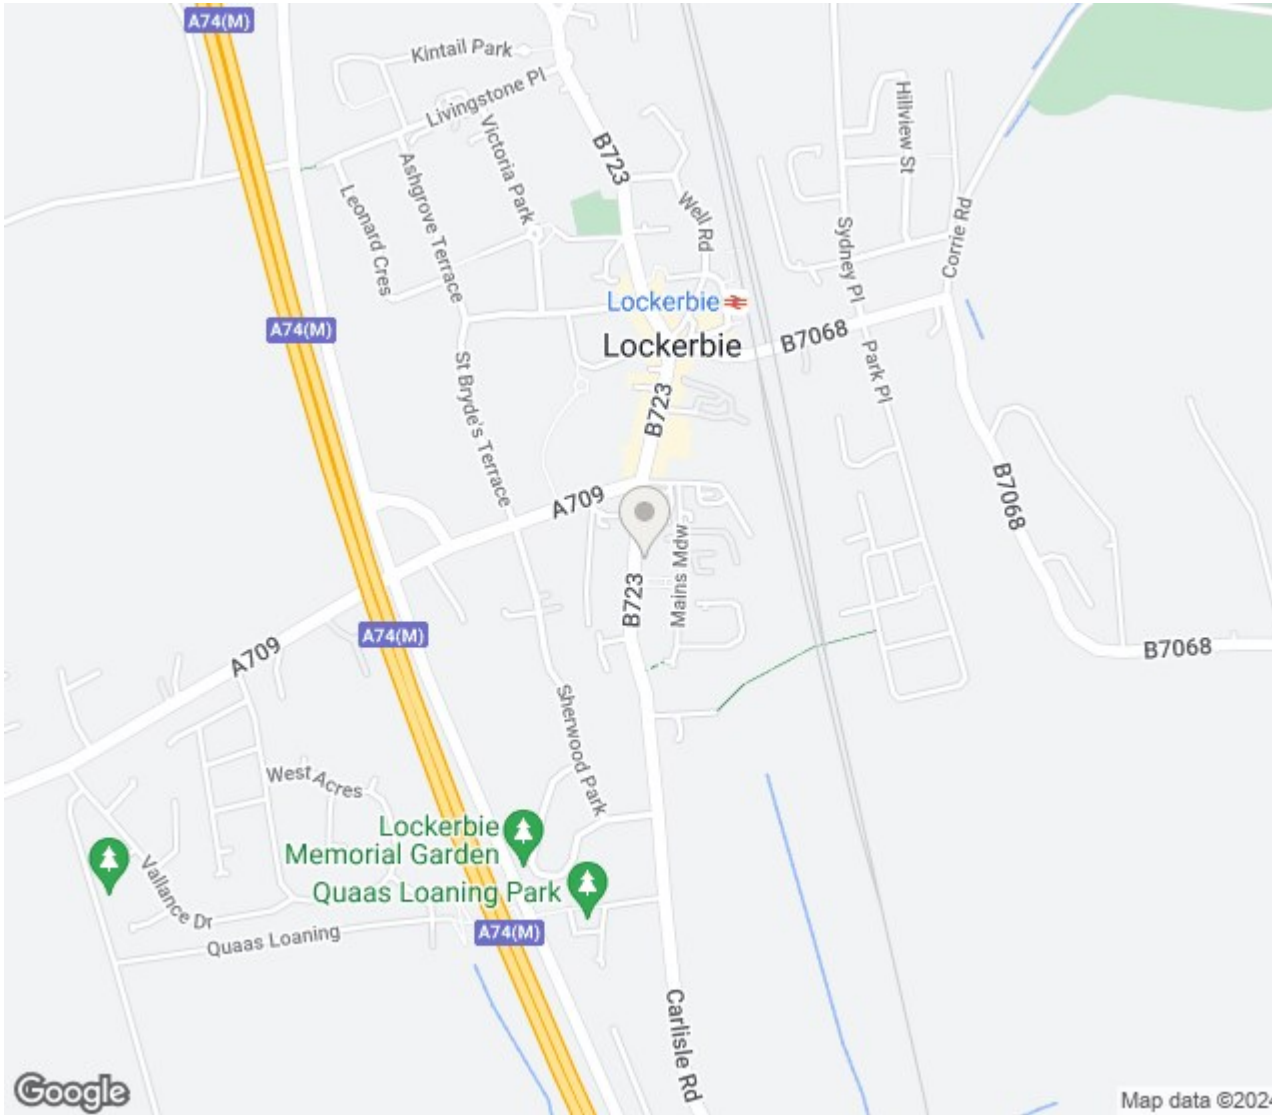 A74(M)
Kintail Park
Livingstone Pl
Victoria Park
B723
Hillview St
Ashgrove Terrace
Leonard Cres
Well Rd
Sydney Pl
Corrie Rd
Lockerbie
A74(M)
Lockerbie
B7068
St Bryde's Terrace
Park Pl
B723
B7068
A709
Mains Mdw
B723
A74(M)
A709
B7068
Sherwood Park
West Acres
Lockerbie
Memorial Garden
Quaas Loaning Park
Vallance Dr
Quaas Loaning
A74(M)
Carlisle Rd
Google
Map data ©2024